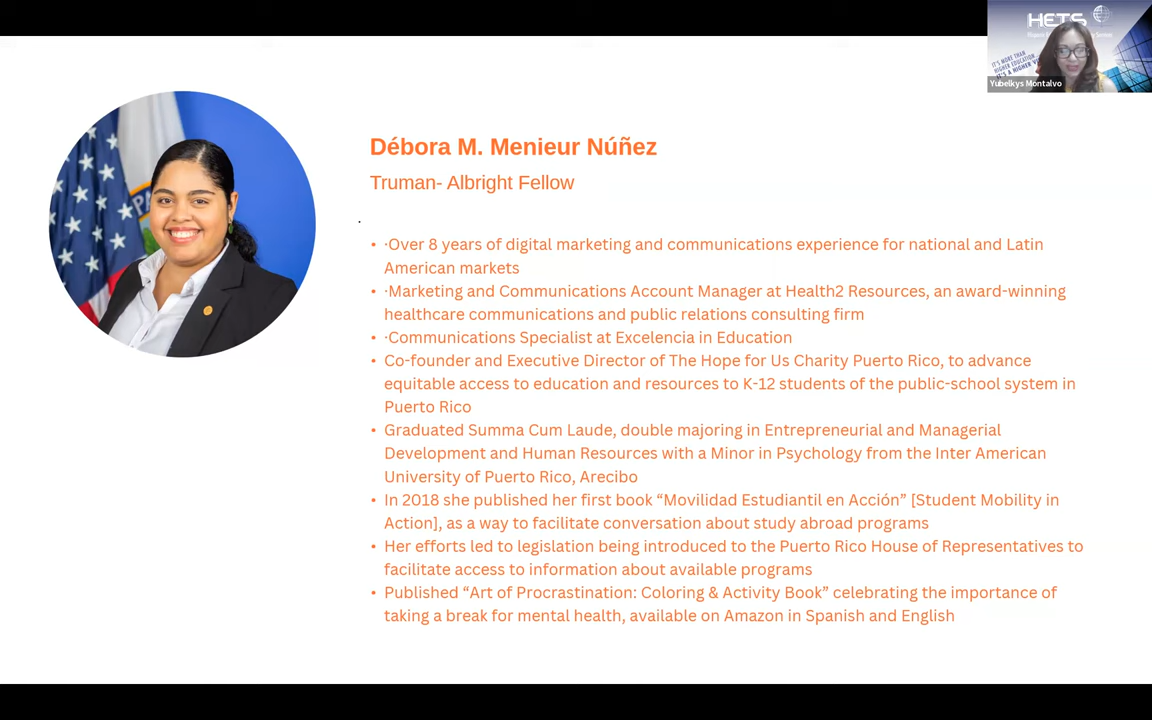 HETS
IT'S MORE THAN
HIGHER EDUCATION
IT'S A HIGHER
Yubelkys Montalvo
Débora M. Menieur Núñez
Truman- Albright Fellow
.
• ·Over 8 years of digital marketing and communications experience for national and Latin
American markets
• ·Marketing and Communications Account Manager at Health2 Resources, an award-winning
healthcare communications and public relations consulting firm
• ·Communications Specialist at Excelencia in Education
• Co-founder and Executive Director of The Hope for Us Charity Puerto Rico, to advance
equitable access to education and resources to K-12 students of the public-school system in
Puerto Rico
• Graduated Summa Cum Laude, double majoring in Entrepreneurial and Managerial
Development and Human Resources with a Minor in Psychology from the Inter American
University of Puerto Rico, Arecibo
• In 2018 she published her first book “Movilidad Estudiantil en Acción” [Student Mobility in
Action], as a way to facilitate conversation about study abroad programs
• Her efforts led to legislation being introduced to the Puerto Rico House of Representatives to
facilitate access to information about available programs
• Published “Art of Procrastination: Coloring & Activity Book” celebrating the importance of
taking a break for mental health, available on Amazon in Spanish and English